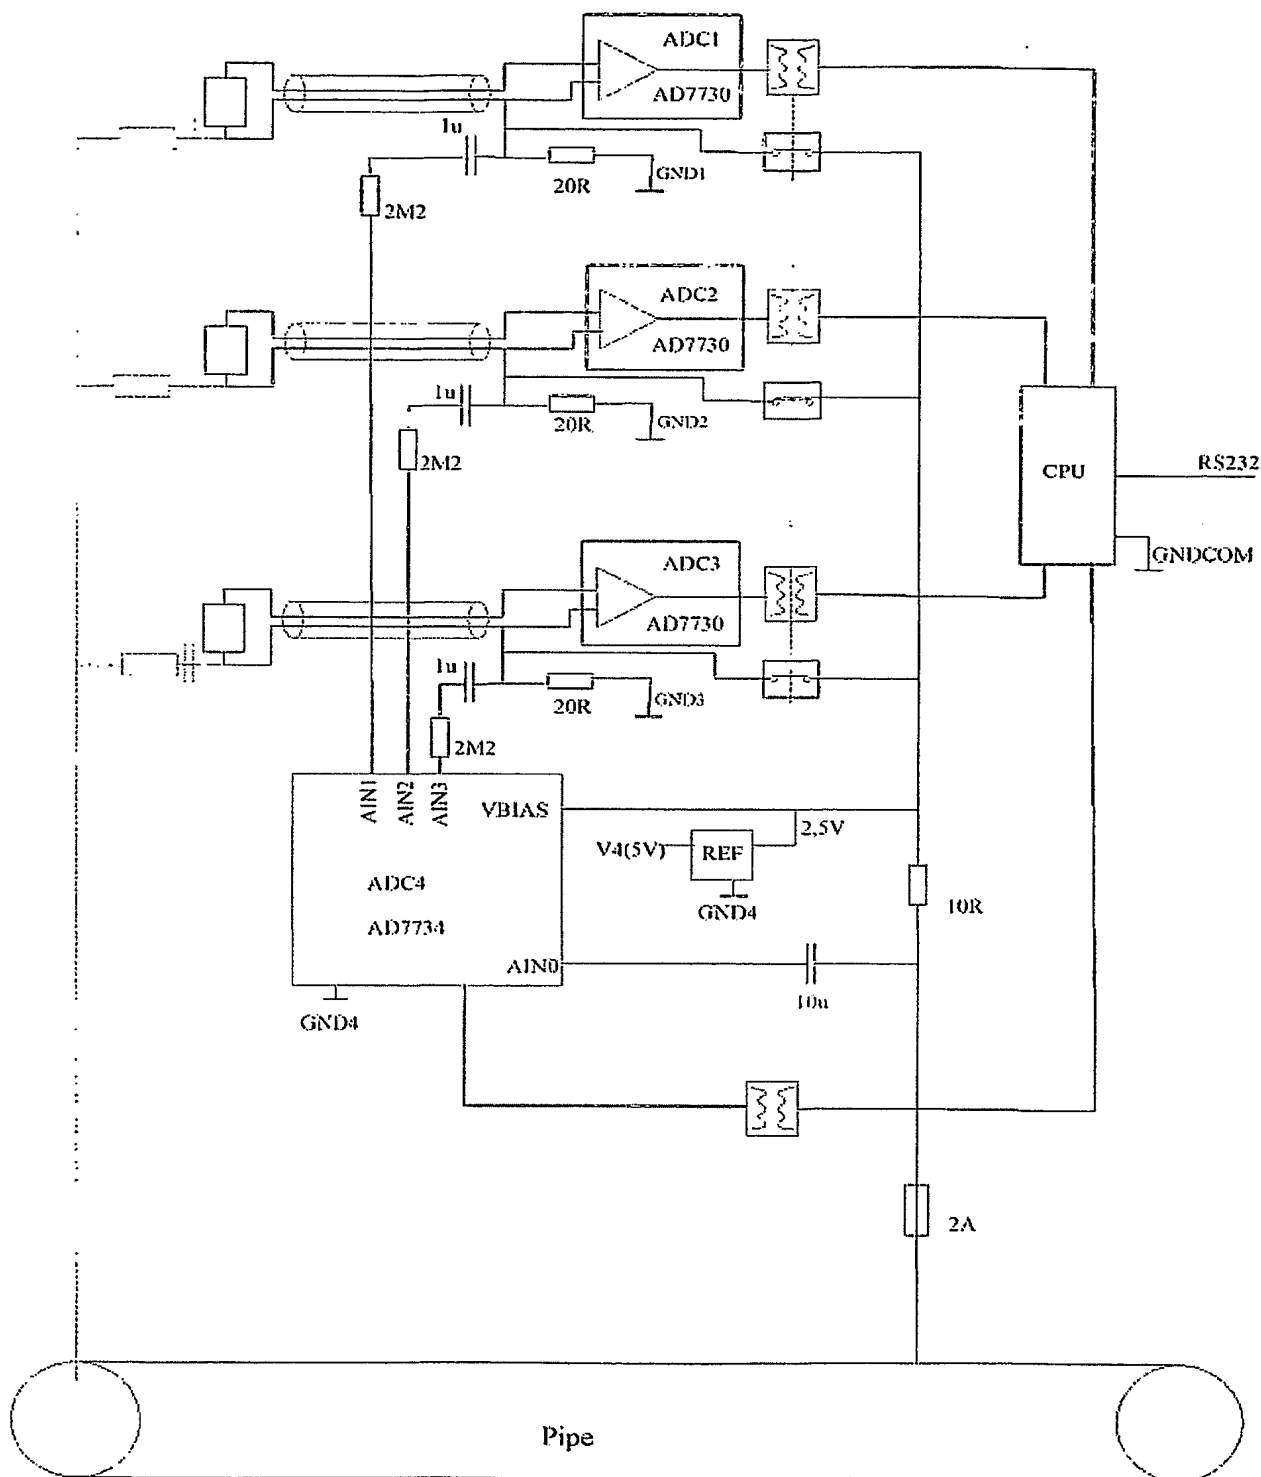 ADC1
AD7730
1u
20R
GND1
2M2
ADC2
AD7730
1u
20R
GND2
2M2
CPU
RS232
GNDCOM
ADC3
AD7730
1u
20R
GND3
2M2
AIN1
AIN2
AIN3
VBIAS
2,5V
V4(5V)
REF
GND4
ADC4
AD7734
10R
AIN0
10u
GND4
2A
Pipe